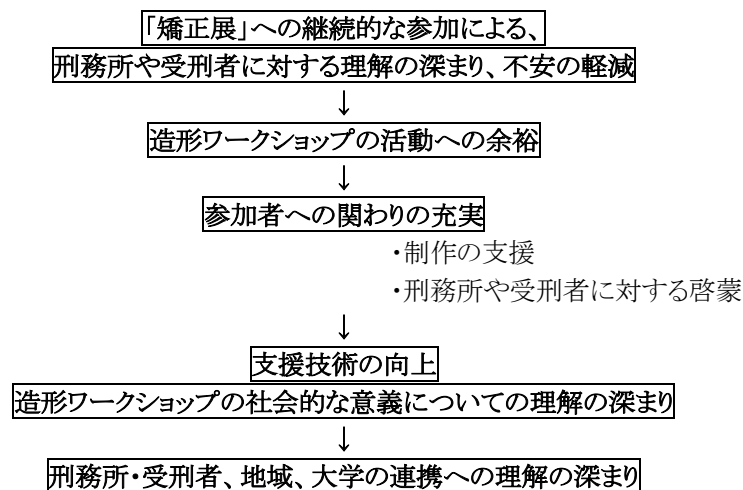 「矯正展」への継続的な参加による、
刑務所や受刑者に対する理解の深まり、不安の軽減
↓
造形ワークショップの活動への余裕
↓
参加者への関わりの充実
・制作の支援
・刑務所や受刑者に対する啓蒙
↓
支援技術の向上
造形ワークショップの社会的な意義についての理解の深まり
↓
刑務所・受刑者、地域、大学の連携への理解の深まり